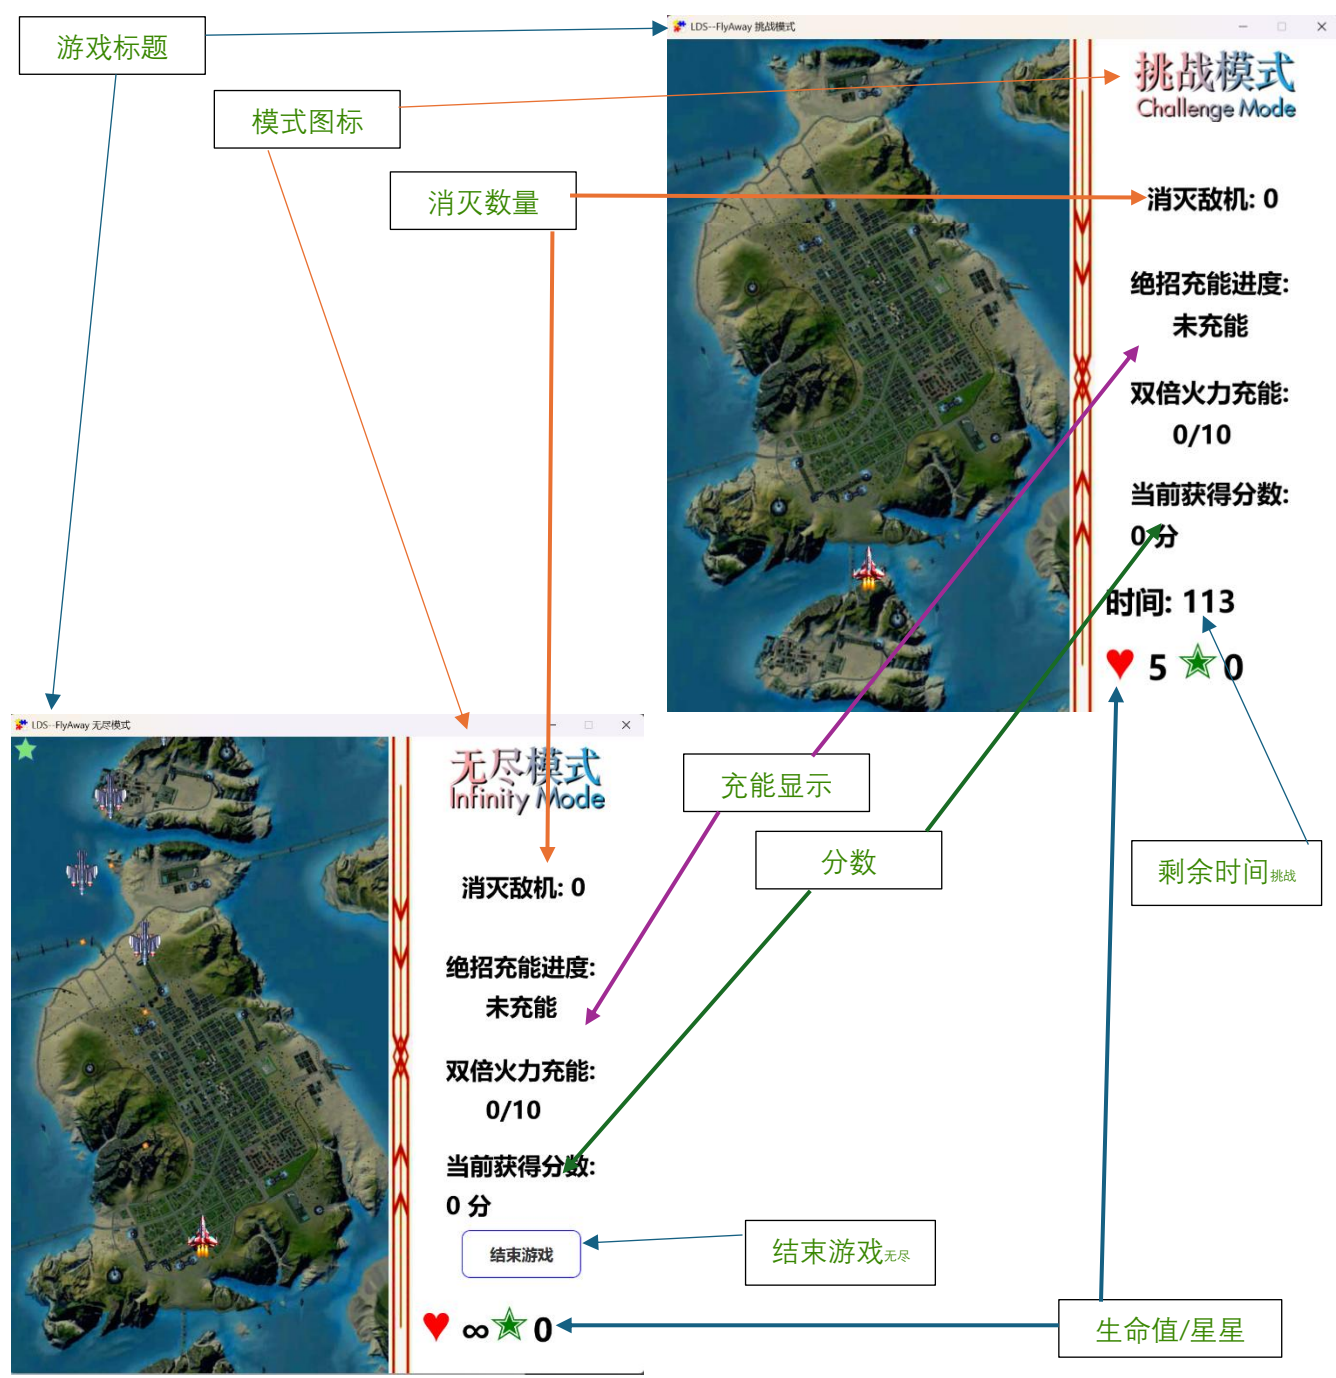 游戏标题
模式图标
消灭数量
LDS--FlyAway 挑战模式
挑战模式
Challenge Mode
消灭敌机: 0
绝招充能进度:
未充能
双倍火力充能:
0/10
当前获得分数:
0 分
时间: 113
5 0
LDS--FlyAway 无尽模式
无尽模式
Infinity Mode
消灭敌机: 0
绝招充能进度:
未充能
双倍火力充能:
0/10
当前获得分数:
0 分
结束游戏
∞ 0
充能显示
分数
剩余时间挑战
结束游戏无尽
生命值/星星